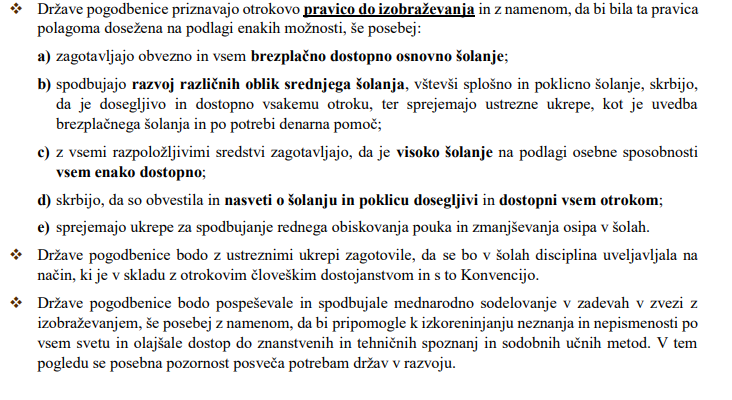 ❖ Države pogodbenice priznavajo otrokovo pravico do izobraževanja in z namenom, da bi bila ta pravica
polagoma dosežena na podlagi enakih možnosti, še posebej:
a) zagotavljajo obvezno in vsem brezplačno dostopno osnovno šolanje;
b) spodbujajo razvoj različnih oblik srednjega šolanja, vštevši splošno in poklicno šolanje, skrbijo,
da je dosegljivo in dostopno vsakemu otroku, ter sprejemajo ustrezne ukrepe, kot je uvedba
brezplačnega šolanja in po potrebi denarna pomoč;
c) z vsemi razpoložljivimi sredstvi zagotavljajo, da je visoko šolanje na podlagi osebne sposobnosti
vsem enako dostopno;
d) skrbijo, da so obvestila in nasveti o šolanju in poklicu dosegljivi in dostopni vsem otrokom;
e) sprejemajo ukrepe za spodbujanje rednega obiskovanja pouka in zmanjševanja osipa v šolah.
❖ Države pogodbenice bodo z ustreznimi ukrepi zagotovile, da se bo v šolah disciplina uveljavljala na
način, ki je v skladu z otrokovim človeškim dostojanstvom in s to Konvencijo.
❖ Države pogodbenice bodo pospeševale in spodbujale mednarodno sodelovanje v zadevah v zvezi z
izobraževanjem, še posebej z namenom, da bi pripomogle k izkoreninjanju neznanja in nepismenosti po
vsem svetu in olajšale dostop do znanstvenih in tehničnih spoznanj in sodobnih učnih metod. V tem
pogledu se posebna pozornost posveča potrebam držav v razvoju.